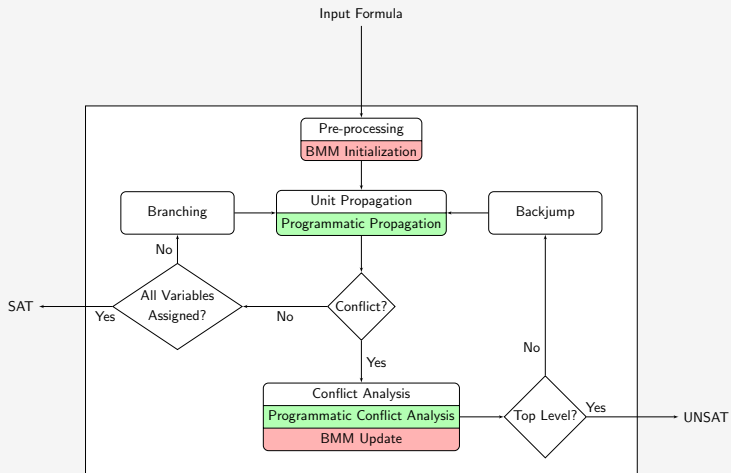 Input Formula
Pre-processing
BMM Initialization
Unit Propagation
Programmatic Propagation
Branching
Backjump
No
All Variables
Assigned?
SAT
Yes
Conflict?
No
Yes
No
Conflict Analysis
Programmatic Conflict Analysis
BMM Update
Top Level?
Yes
UNSAT